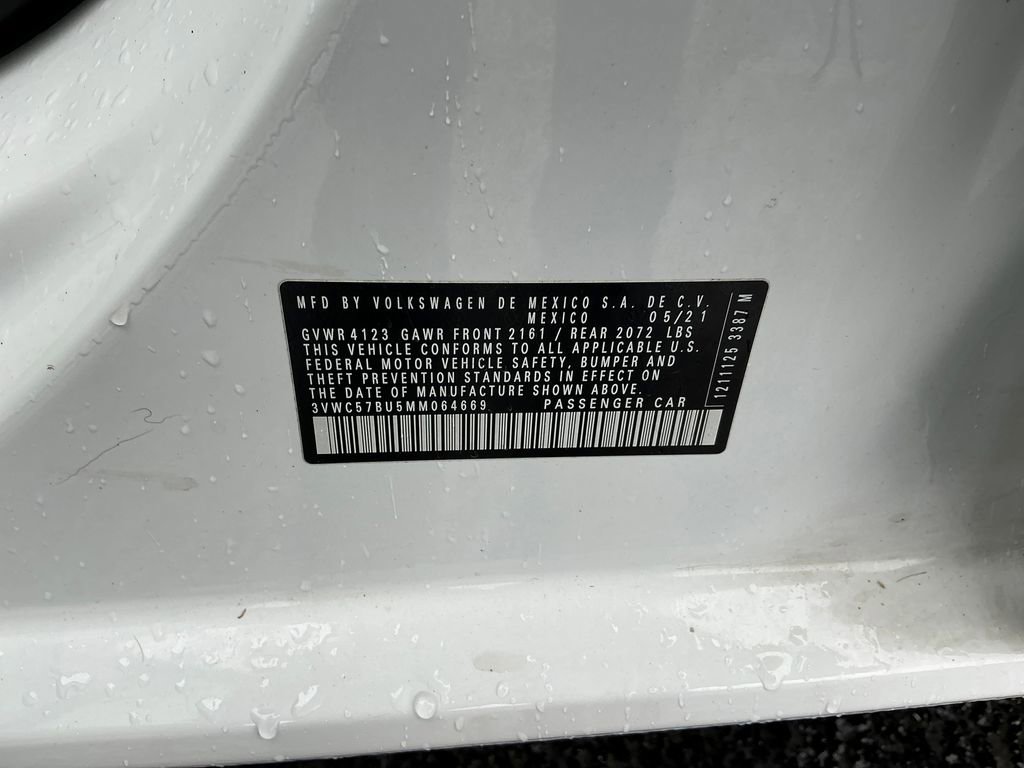 MFD BY VOLKSWAGEN DE MEXICO S.A. DE C.V.
MEXICO 05/21
GVWR 4123 GAWR FRONT 2161 / REAR 2072 LBS
THIS VEHICLE CONFORMS TO ALL APPLICABLE U.S.
FEDERAL MOTOR VEHICLE SAFETY, BUMPER AND
THEFT PREVENTION STANDARDS IN EFFECT ON
THE DATE OF MANUFACTURE SHOWN ABOVE.
3VWC57BU5MM064669 PASSENGER CAR
1211125 3387 M